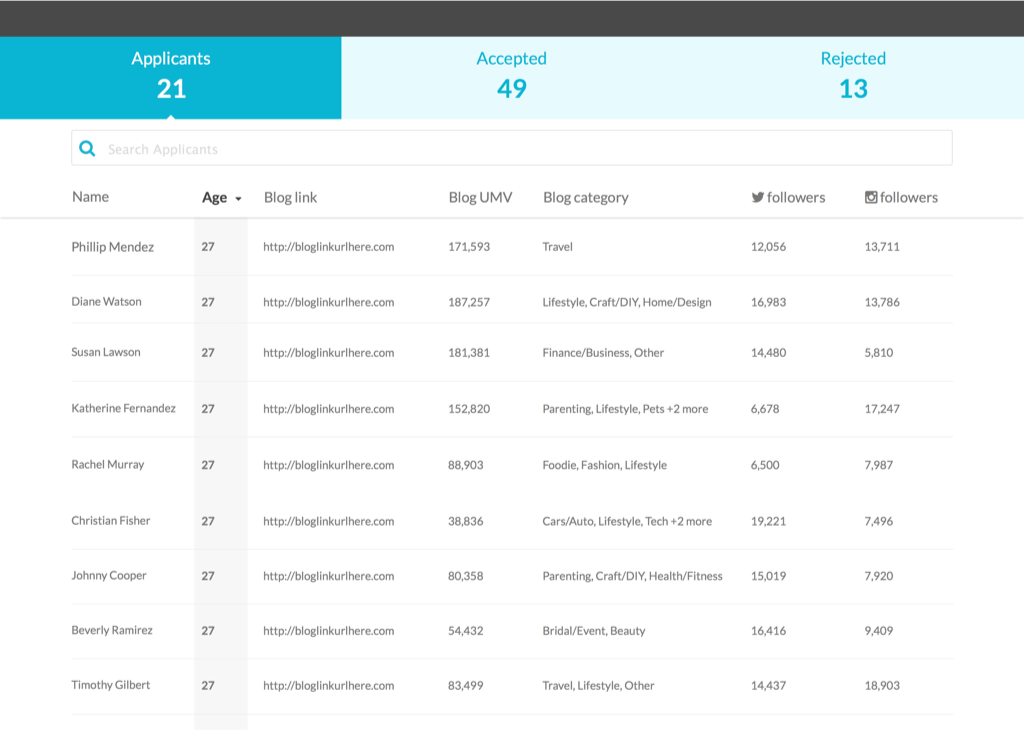 Applicants Accepted Rejected
21 49 13
Search Applicants
Name Age Blog link Blog UMV Blog category followers followers
Phillip Mendez 27 http://bloglinkurlhere.com 171,593 Travel 12,056 13,711
Diane Watson 27 http://bloglinkurlhere.com 187,257 Lifestyle, Craft/DIY, Home/Design 16,983 13,786
Susan Lawson 27 http://bloglinkurlhere.com 181,381 Finance/Business, Other 14,480 5,810
Katherine Fernandez 27 http://bloglinkurlhere.com 152,820 Parenting, Lifestyle, Pets +2 more 6,678 17,247
Rachel Murray 27 http://bloglinkurlhere.com 88,903 Foodie, Fashion, Lifestyle 6,500 7,987
Christian Fisher 27 http://bloglinkurlhere.com 38,836 Cars/Auto, Lifestyle, Tech +2 more 19,221 7,496
Johnny Cooper 27 http://bloglinkurlhere.com 80,358 Parenting, Craft/DIY, Health/Fitness 15,019 7,920
Beverly Ramirez 27 http://bloglinkurlhere.com 54,432 Bridal/Event, Beauty 16,416 9,409
Timothy Gilbert 27 http://bloglinkurlhere.com 83,499 Travel, Lifestyle, Other 14,437 18,903